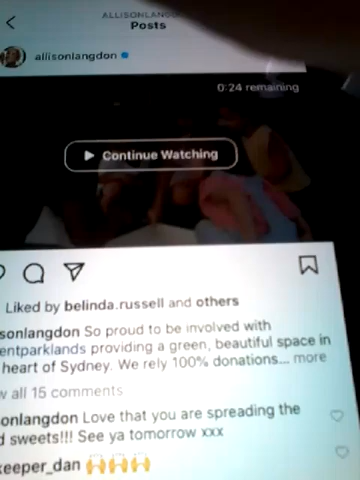 ALLISONLANG
Posts
allisonlangdon
0:24 remaining
Continue Watching
Liked by belinda.russell and others
sonlangdon So proud to be involved with
entparklands providing a green, beautiful space in
heart of Sydney. We rely 100% donations... more
w all 15 comments
onlangdon Love that you are spreading the
d sweets!!! See ya tomorrow xxx
keeper_dan 🙌🙌🙌